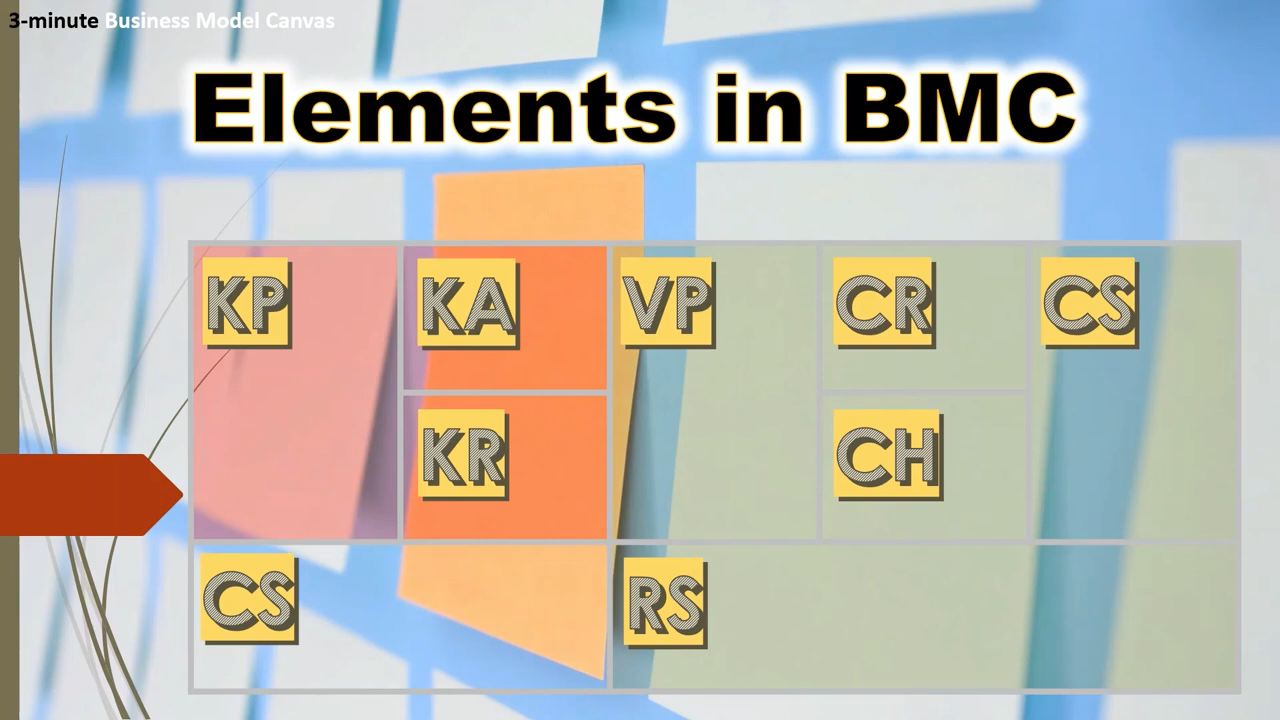 3-minute Business Model Canvas
Elements in BMC
KP
KA
VP
CR
CS
KR
CH
CS
RS